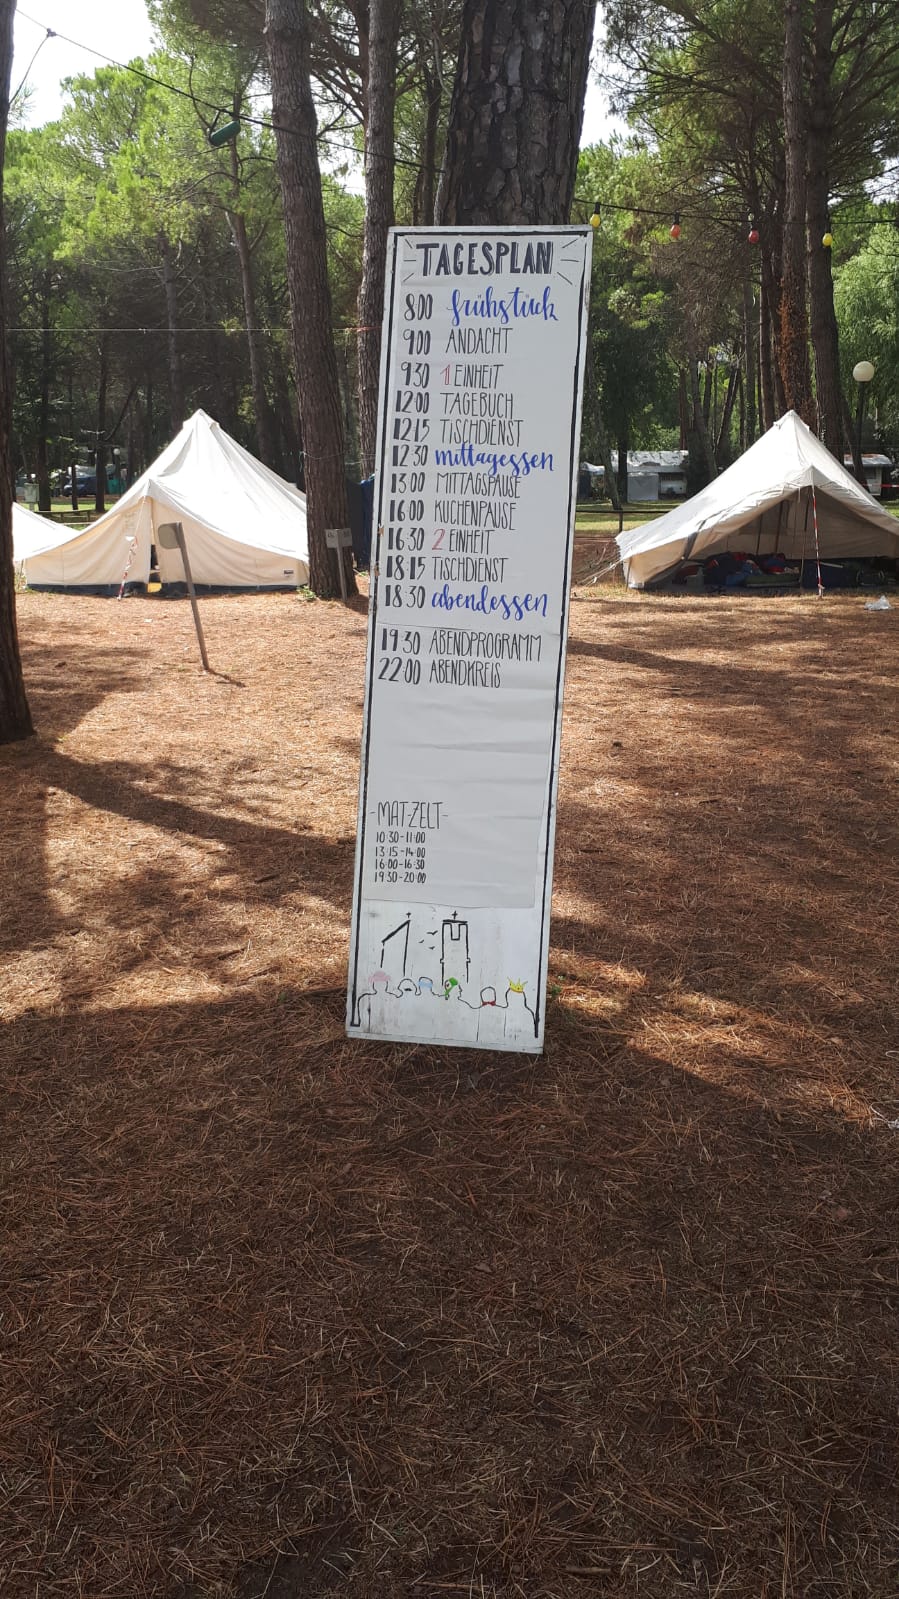 TAGESPLAN
8:00 frühstück
9:00 ANDACHT
9:30 1 EINHEIT
12:00 TAGEBUCH
12:15 TISCHDIENST
12:30 mittagessen
13:00 MITTAGSPAUSE
16:00 KUCHENPAUSE
16:30 2 EINHEIT
18:15 TISCHDIENST
18:30 abendessen
19:30 ABENDPROGRAMM
22:00 ABENDKREIS
-MAT-ZELT-
10:30-11:00
13:15-14:00
16:00-16:30
19:30-20:00